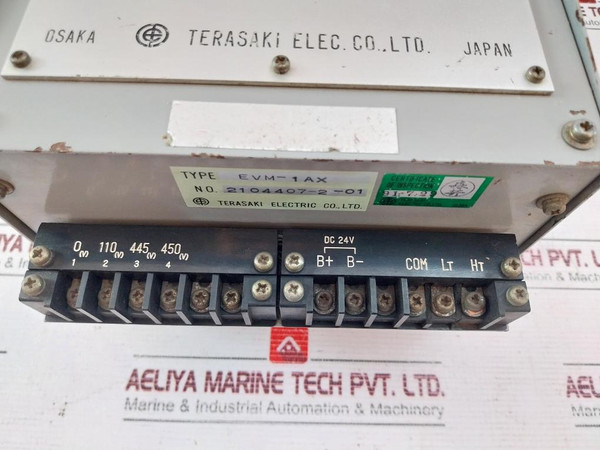 OSAKA TERASAKI ELEC. CO., LTD. JAPAN
TYPE EVM-1AX
NO. 2104407-2-01
TERASAKI ELECTRIC CO., LTD.
0(V) 110(V) 445(V) 450(V)
1 2 3 4
DC 24V
B+ B- COM LT HT
AELIYA MARINE TECH PVT. LTD.
Marine & Industrial Automation & Machinery